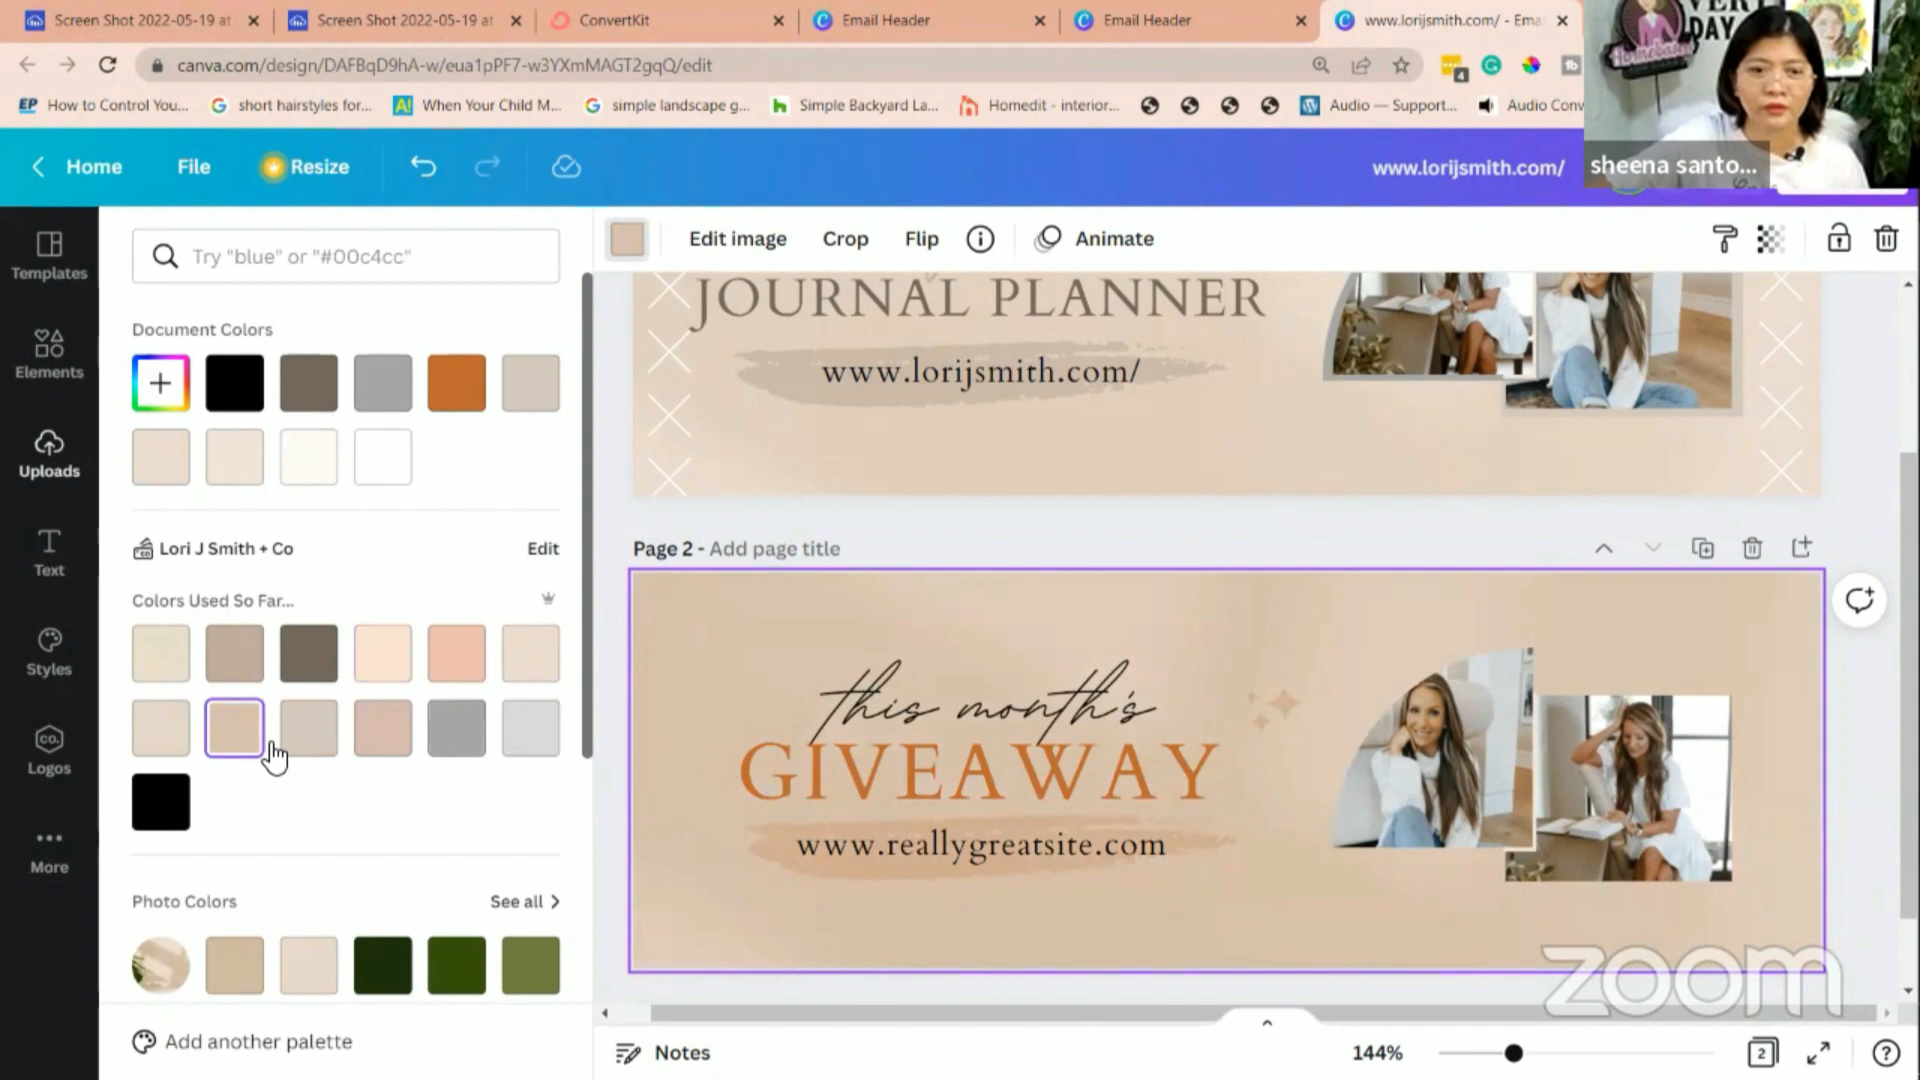 Screen Shot 2022-05-19 at
Screen Shot 2022-05-19 at
ConvertKit
Email Header
Email Header
www.lorijsmith.com/ - Ema
VERY
DAY
canva.com/design/DAFBqD9hA-w/eua1pPF7-w3YXmMAGT2gqQ/edit
4
EP How to Control You...
short hairstyles for...
A! When Your Child M...
simple landscape g...
Simple Backyard La...
Homedit - interior...
Audio — Support...
Audio Conv
Home
File
Resize
www.lorijsmith.com/
sheena santo...
Templates
Elements
Uploads
Text
Styles
CO.
Logos
More
Try "blue" or "#00c4cc"
Document Colors
Lori J Smith + Co
Edit
Colors Used So Far...
Photo Colors
See all
Add another palette
Edit image
Crop
Flip
Animate
JOURNAL PLANNER
www.lorijsmith.com/
Page 2 - Add page title
this month's
GIVEAWAY
www.reallygreatsite.com
zoom
Notes
144%
2